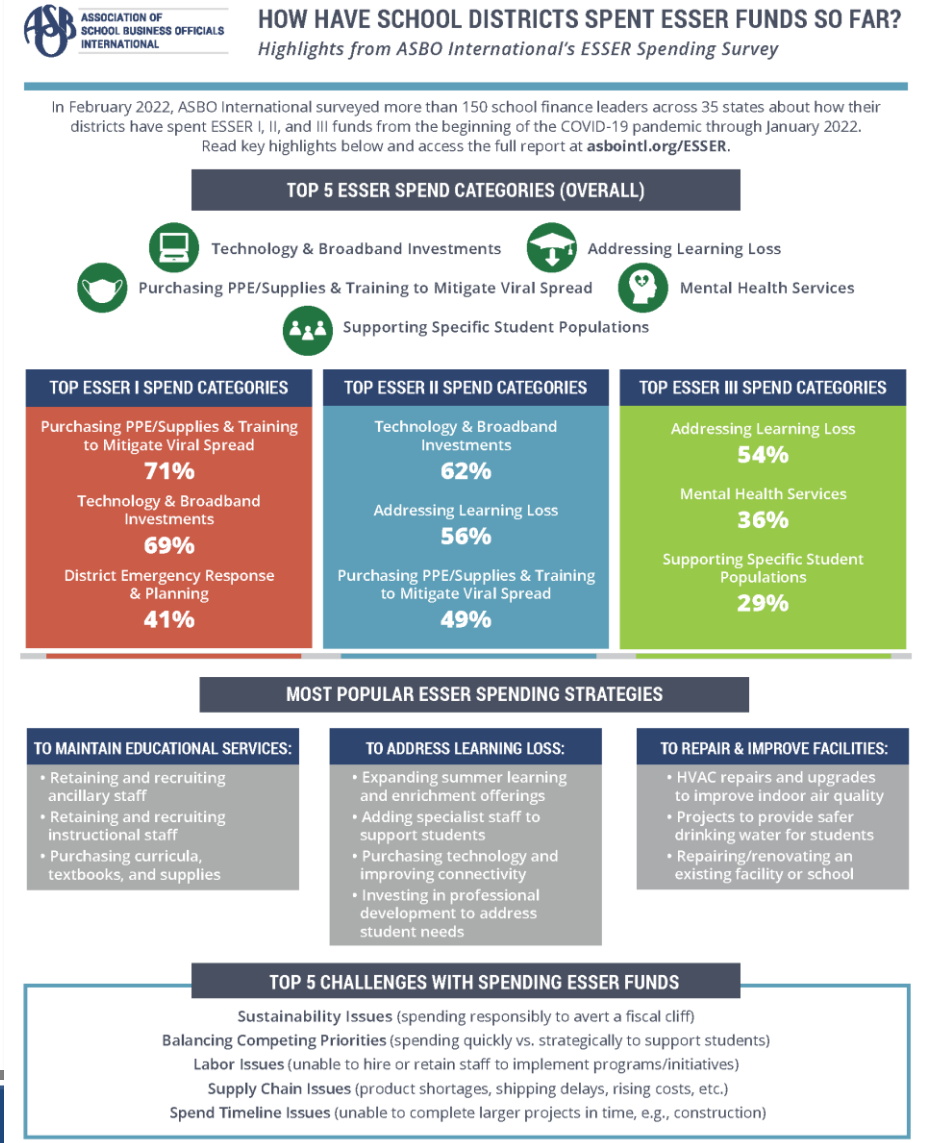 ASB
ASSOCIATION OF
SCHOOL BUSINESS OFFICIALS
INTERNATIONAL
HOW HAVE SCHOOL DISTRICTS SPENT ESSER FUNDS SO FAR?
Highlights from ASBO International's ESSER Spending Survey
In February 2022, ASBO International surveyed more than 150 school finance leaders across 35 states about how their
districts have spent ESSER I, II, and III funds from the beginning of the COVID-19 pandemic through January 2022.
Read key highlights below and access the full report at asbointl.org/ESSER.
TOP 5 ESSER SPEND CATEGORIES (OVERALL)
Technology & Broadband Investments
Addressing Learning Loss
Purchasing PPE/Supplies & Training to Mitigate Viral Spread
Mental Health Services
Supporting Specific Student Populations
TOP ESSER I SPEND CATEGORIES
Purchasing PPE/Supplies & Training
to Mitigate Viral Spread
71%
Technology & Broadband
Investments
69%
District Emergency Response
& Planning
41%
TOP ESSER II SPEND CATEGORIES
Technology & Broadband
Investments
62%
Addressing Learning Loss
56%
Purchasing PPE/Supplies & Training
to Mitigate Viral Spread
49%
TOP ESSER III SPEND CATEGORIES
Addressing Learning Loss
54%
Mental Health Services
36%
Supporting Specific Student
Populations
29%
MOST POPULAR ESSER SPENDING STRATEGIES
TO MAINTAIN EDUCATIONAL SERVICES:
• Retaining and recruiting
ancillary staff
• Retaining and recruiting
instructional staff
• Purchasing curricula,
textbooks, and supplies
TO ADDRESS LEARNING LOSS:
• Expanding summer learning
and enrichment offerings
• Adding specialist staff to
support students
• Purchasing technology and
improving connectivity
• Investing in professional
development to address
student needs
TO REPAIR & IMPROVE FACILITIES:
• HVAC repairs and upgrades
to improve indoor air quality
• Projects to provide safer
drinking water for students
• Repairing/renovating an
existing facility or school
TOP 5 CHALLENGES WITH SPENDING ESSER FUNDS
Sustainability Issues (spending responsibly to avert a fiscal cliff)
Balancing Competing Priorities (spending quickly vs. strategically to support students)
Labor Issues (unable to hire or retain staff to implement programs/initiatives)
Supply Chain Issues (product shortages, shipping delays, rising costs, etc.)
Spend Timeline Issues (unable to complete larger projects in time, e.g., construction)